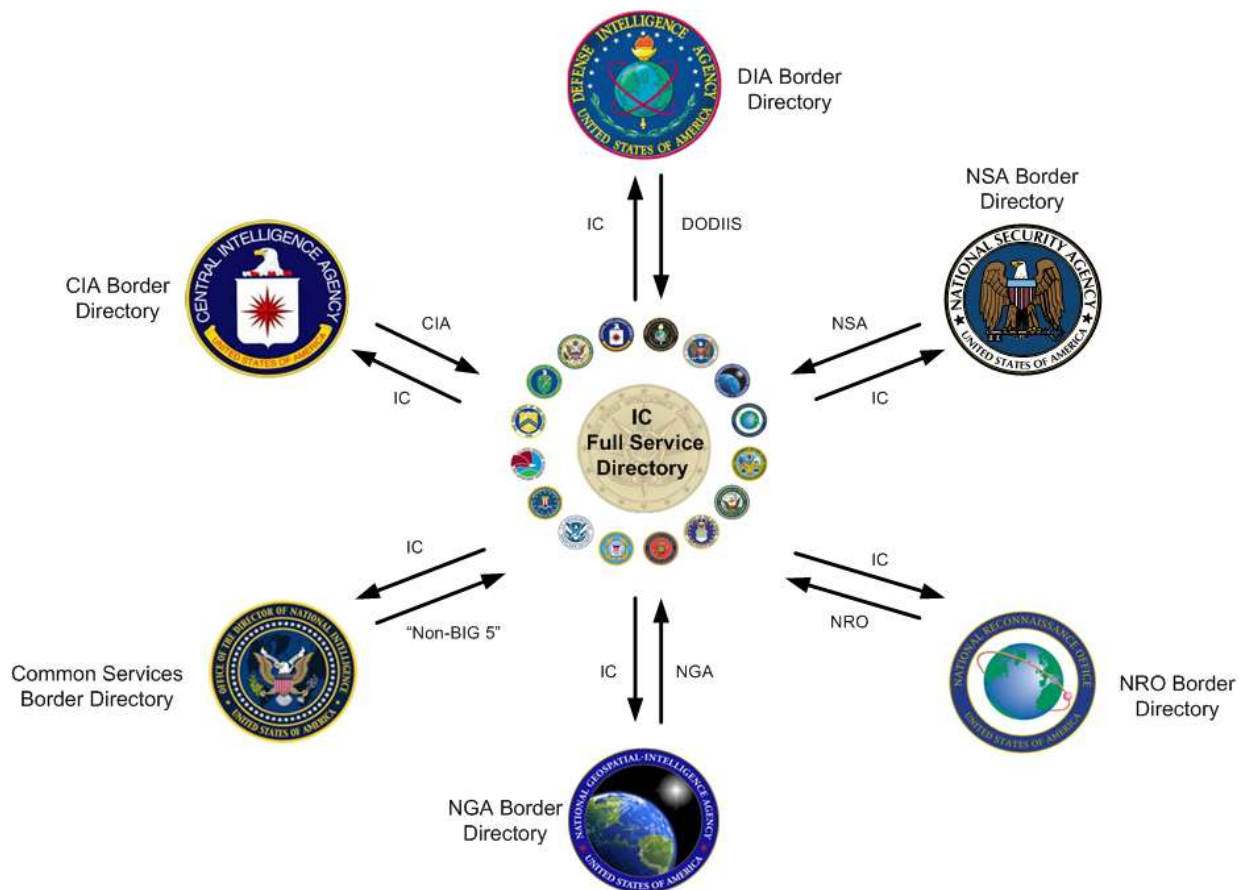 DEFENSE INTELLIGENCE AGENCY
UNITED STATES OF AMERICA
DIA Border
Directory
NSA Border
Directory
IC
DODIIS
CENTRAL INTELLIGENCE AGENCY
UNITED STATES OF AMERICA
CIA Border
Directory
NATIONAL SECURITY AGENCY
UNITED STATES OF AMERICA
CIA
IC
NSA
IC
IC
Full Service
Directory
IC
"Non-BIG 5"
IC
NRO
OFFICE OF THE DIRECTOR OF NATIONAL INTELLIGENCE
UNITED STATES OF AMERICA
Common Services
Border Directory
IC
NGA
NATIONAL RECONNAISSANCE OFFICE
UNITED STATES OF AMERICA
NRO Border
Directory
NGA Border
Directory
NATIONAL GEOSPATIAL-INTELLIGENCE AGENCY
UNITED STATES OF AMERICA